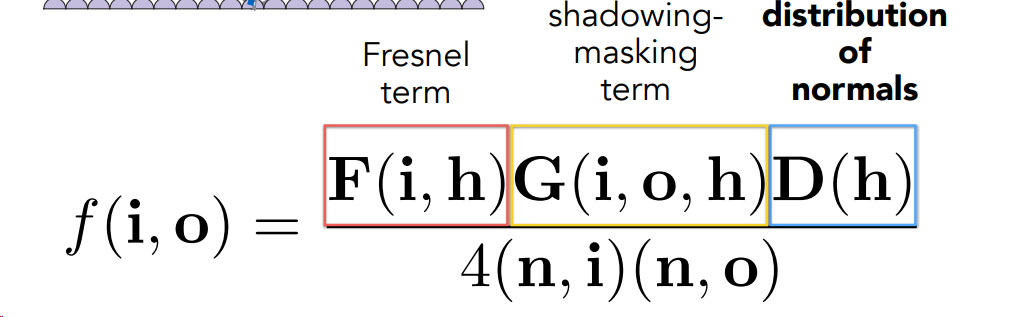 Fresnel
term
shadowing-
masking
term
distribution
of
normals
f(i, o) = F(i, h)G(i, o, h)D(h)
4(n, i)(n, o)